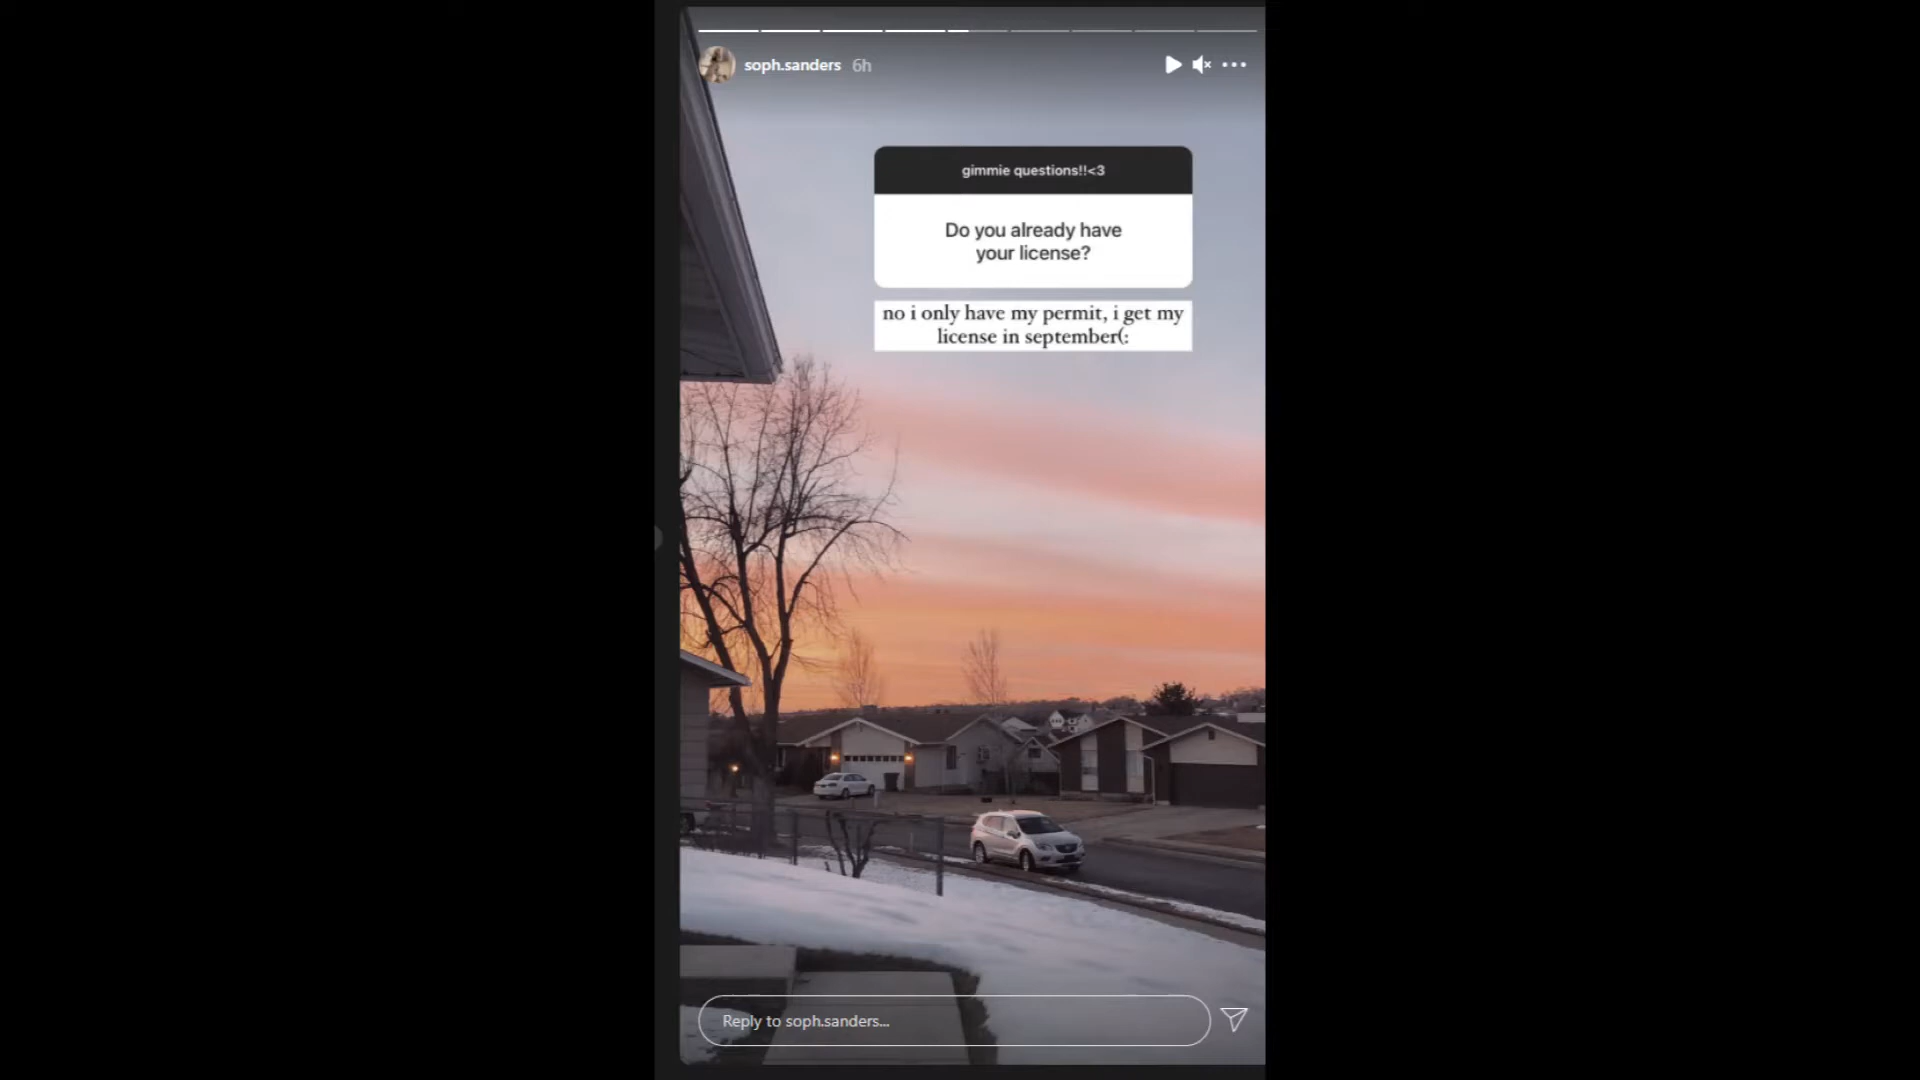 soph.sanders 6h
gimmie questions!!<3
Do you already have
your license?
no i only have my permit, i get my
license in september(:
Reply to soph.sanders...